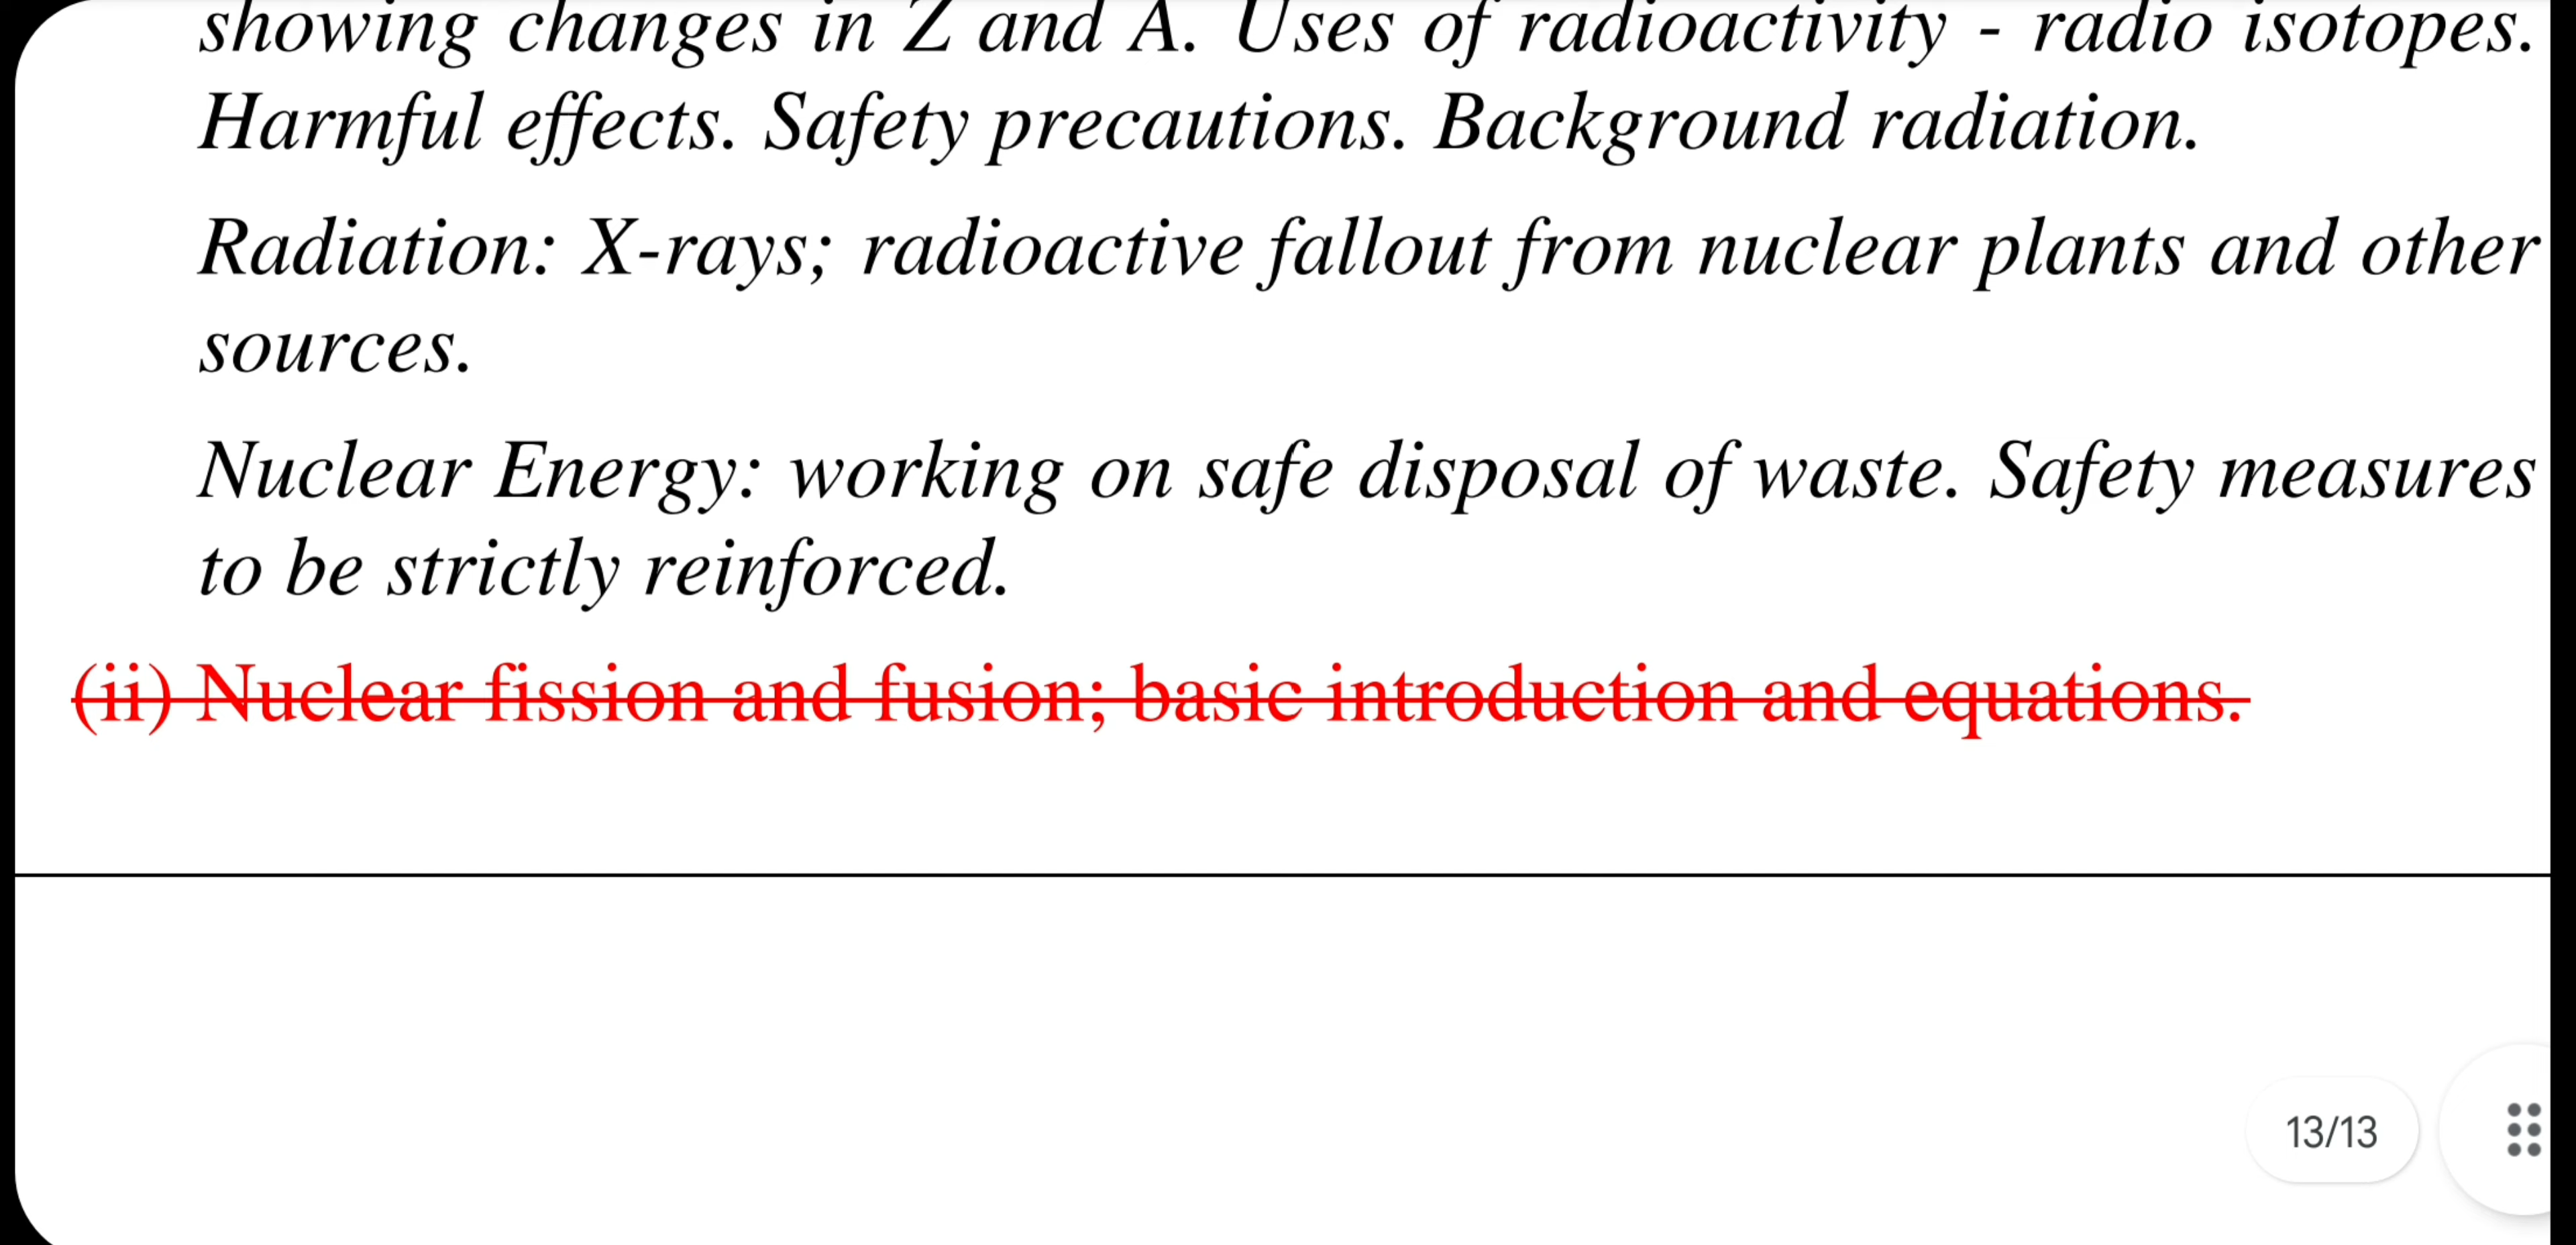 showing changes in Z and A. Uses of radioactivity - radio isotopes.
Harmful effects. Safety precautions. Background radiation.
Radiation: X-rays; radioactive fallout from nuclear plants and other
sources.
Nuclear Energy: working on safe disposal of waste. Safety measures
to be strictly reinforced.
(ii) Nuclear fission and fusion; basic introduction and equations.
13/13